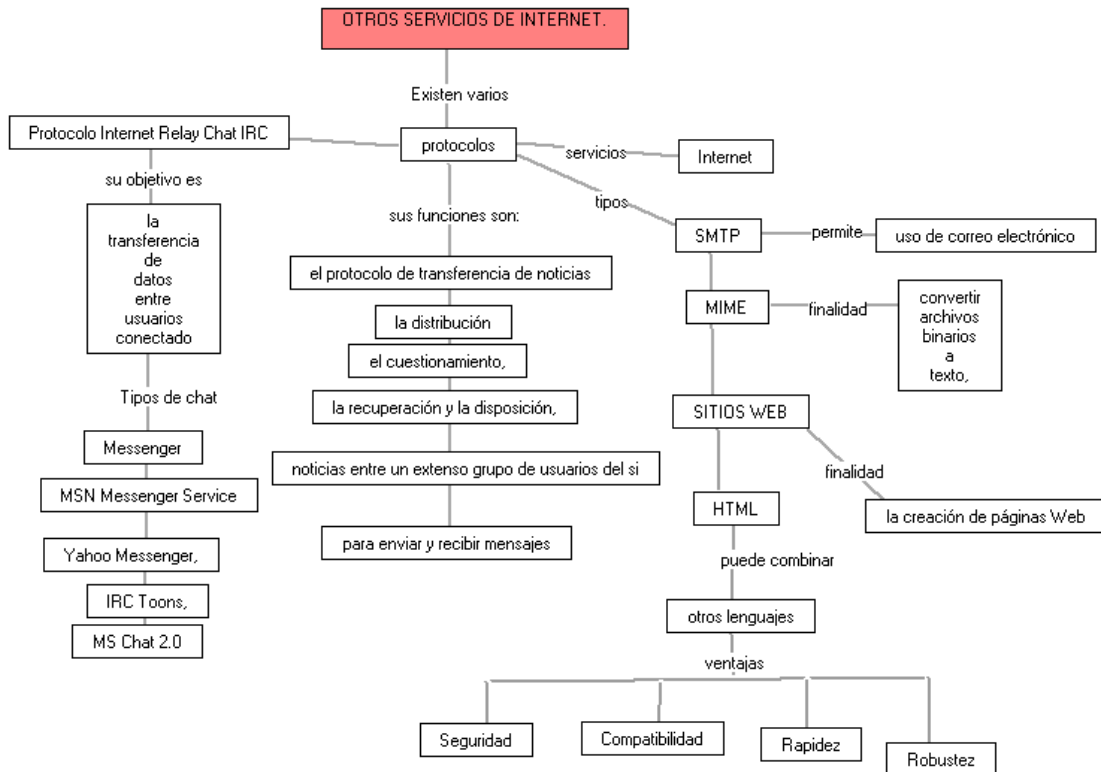 OTROS SERVICIOS DE INTERNET.
Existen varios
Protocolo Internet Relay Chat IRC
protocolos
servicios
Internet
su objetivo es
la
transferencia
de
datos
entre
usuarios
conectado
Tipos de chat
Messenger
MSN Messenger Service
Yahoo Messenger,
IRC Toons,
MS Chat 2.0
sus funciones son:
el protocolo de transferencia de noticias
la distribución
el cuestionamiento,
la recuperación y la disposición,
noticias entre un extenso grupo de usuarios del si
para enviar y recibir mensajes
tipos
SMTP
permite
uso de correo electrónico
MIME
finalidad
convertir
archivos
binarios
a
texto,
SITIOS WEB
finalidad
la creación de páginas Web
HTML
puede combinar
otros lenguajes
ventajas
Seguridad
Compatibilidad
Rapidez
Robustez